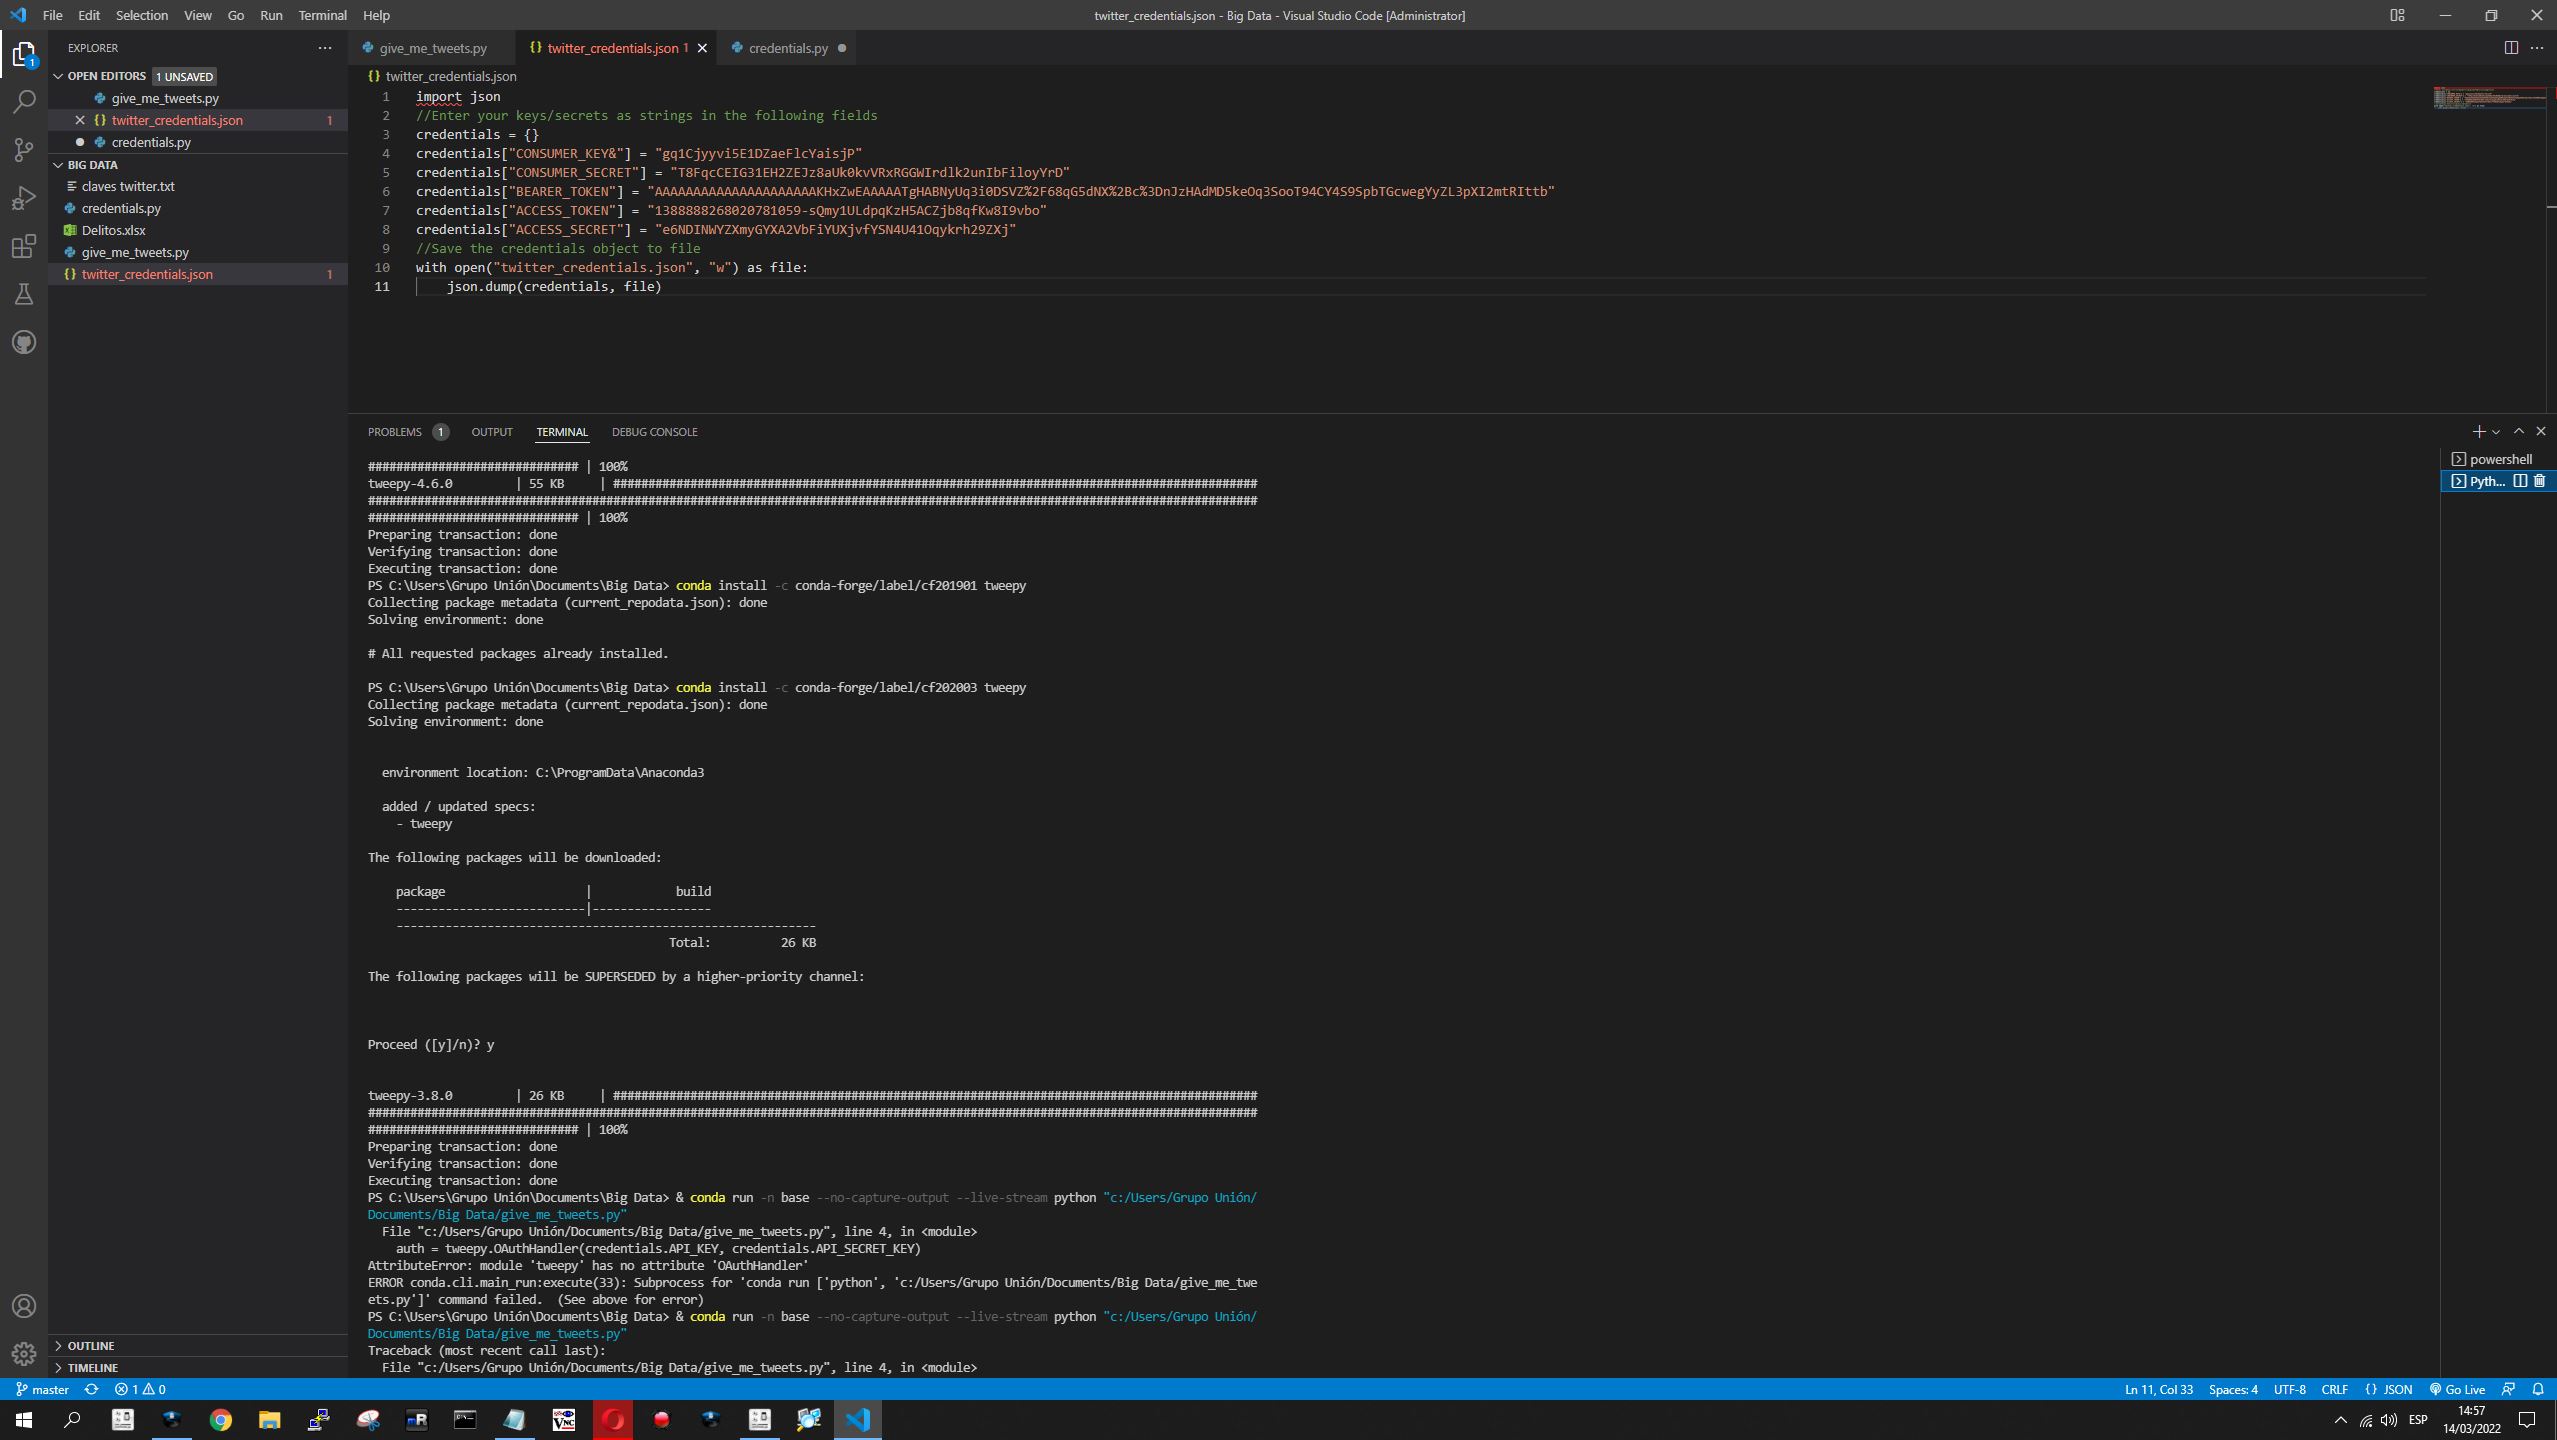 File Edit Selection View Go Run Terminal Help
twitter_credentials.json - Big Data - Visual Studio Code [Administrator]
EXPLORER
OPEN EDITORS 1 UNSAVED
give_me_tweets.py
twitter_credentials.json 1
credentials.py
BIG DATA
claves twitter.txt
credentials.py
Delitos.xlsx
give_me_tweets.py
twitter_credentials.json 1
OUTLINE
TIMELINE
give_me_tweets.py twitter_credentials.json 1 credentials.py
twitter_credentials.json
1 import json
2 //Enter your keys/secrets as strings in the following fields
3 credentials = {}
4 credentials["CONSUMER_KEY&"] = "gq1Cjyyvi5E1DZaeFlcYaisjP"
5 credentials["CONSUMER_SECRET"] = "T8FqcCEIG31EH2ZEJz8aUk0kvVRxRGGWIrdlk2unIbFiloyYrD"
6 credentials["BEARER_TOKEN"] = "AAAAAAAAAAAAAAAAAAAAAKHxZwEAAAAATgHABNyUq3i0DSVZ%2F68qG5dNX%2Bc%3DnJzHAdMD5keOq3SooT94CY4S9SpbTGcwegYyZL3pXI2mtRIttb"
7 credentials["ACCESS_TOKEN"] = "1388888268020781059-sQmy1ULdpqKzH5ACZjb8qfKw8I9vbo"
8 credentials["ACCESS_SECRET"] = "e6NDINWYZXmyGYXA2VbFiYUXjvfYSN4U41Oqykrh29ZXj"
9 //Save the credentials object to file
10 with open("twitter_credentials.json", "w") as file:
11 json.dump(credentials, file)
PROBLEMS 1 OUTPUT TERMINAL DEBUG CONSOLE
############################## | 100%
tweepy-4.6.0 | 55 KB | ############################################################################################
###############################################################################################################################
############################## | 100%
Preparing transaction: done
Verifying transaction: done
Executing transaction: done
PS C:\Users\Grupo Unión\Documents\Big Data> conda install -c conda-forge/label/cf201901 tweepy
Collecting package metadata (current_repodata.json): done
Solving environment: done
# All requested packages already installed.
PS C:\Users\Grupo Unión\Documents\Big Data> conda install -c conda-forge/label/cf202003 tweepy
Collecting package metadata (current_repodata.json): done
Solving environment: done
environment location: C:\ProgramData\Anaconda3
added / updated specs:
- tweepy
The following packages will be downloaded:
package | build
---------------------------|-----------------
------------------------------------------------------------
Total: 26 KB
The following packages will be SUPERSEDED by a higher-priority channel:
Proceed ([y]/n)? y
tweepy-3.8.0 | 26 KB | ############################################################################################
###############################################################################################################################
############################## | 100%
Preparing transaction: done
Verifying transaction: done
Executing transaction: done
PS C:\Users\Grupo Unión\Documents\Big Data> & conda run -n base --no-capture-output --live-stream python "c:/Users/Grupo Unión/
Documents/Big Data/give_me_tweets.py"
File "c:/Users/Grupo Unión/Documents/Big Data/give_me_tweets.py", line 4, in <module>
auth = tweepy.OAuthHandler(credentials.API_KEY, credentials.API_SECRET_KEY)
AttributeError: module 'tweepy' has no attribute 'OAuthHandler'
ERROR conda.cli.main_run:execute(33): Subprocess for 'conda run ['python', 'c:/Users/Grupo Unión/Documents/Big Data/give_me_twe
ets.py']' command failed. (See above for error)
PS C:\Users\Grupo Unión\Documents\Big Data> & conda run -n base --no-capture-output --live-stream python "c:/Users/Grupo Unión/
Documents/Big Data/give_me_tweets.py"
Traceback (most recent call last):
File "c:/Users/Grupo Unión/Documents/Big Data/give_me_tweets.py", line 4, in <module>
powershell
Pyth...
master 1 0
Ln 11, Col 33 Spaces: 4 UTF-8 CRLF {} JSON Go Live
ESP
14:57
14/03/2022